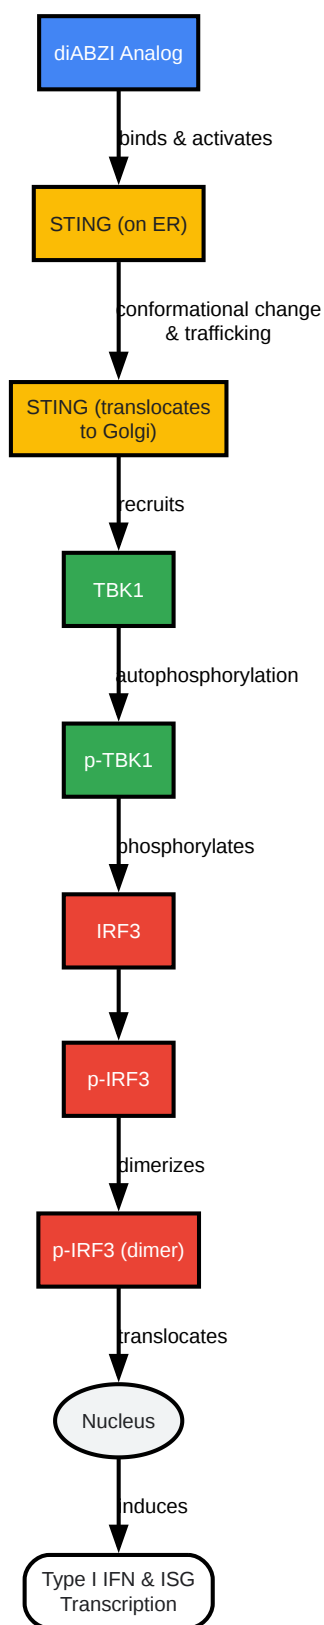 diABZI Analog
binds & activates
STING (on ER)
conformational change
& trafficking
STING (translocates
to Golgi)
recruits
TBK1
autophosphorylation
p-TBK1
phosphorylates
IRF3
p-IRF3
dimerizes
p-IRF3 (dimer)
translocates
Nucleus
induces
Type I IFN & ISG
Transcription